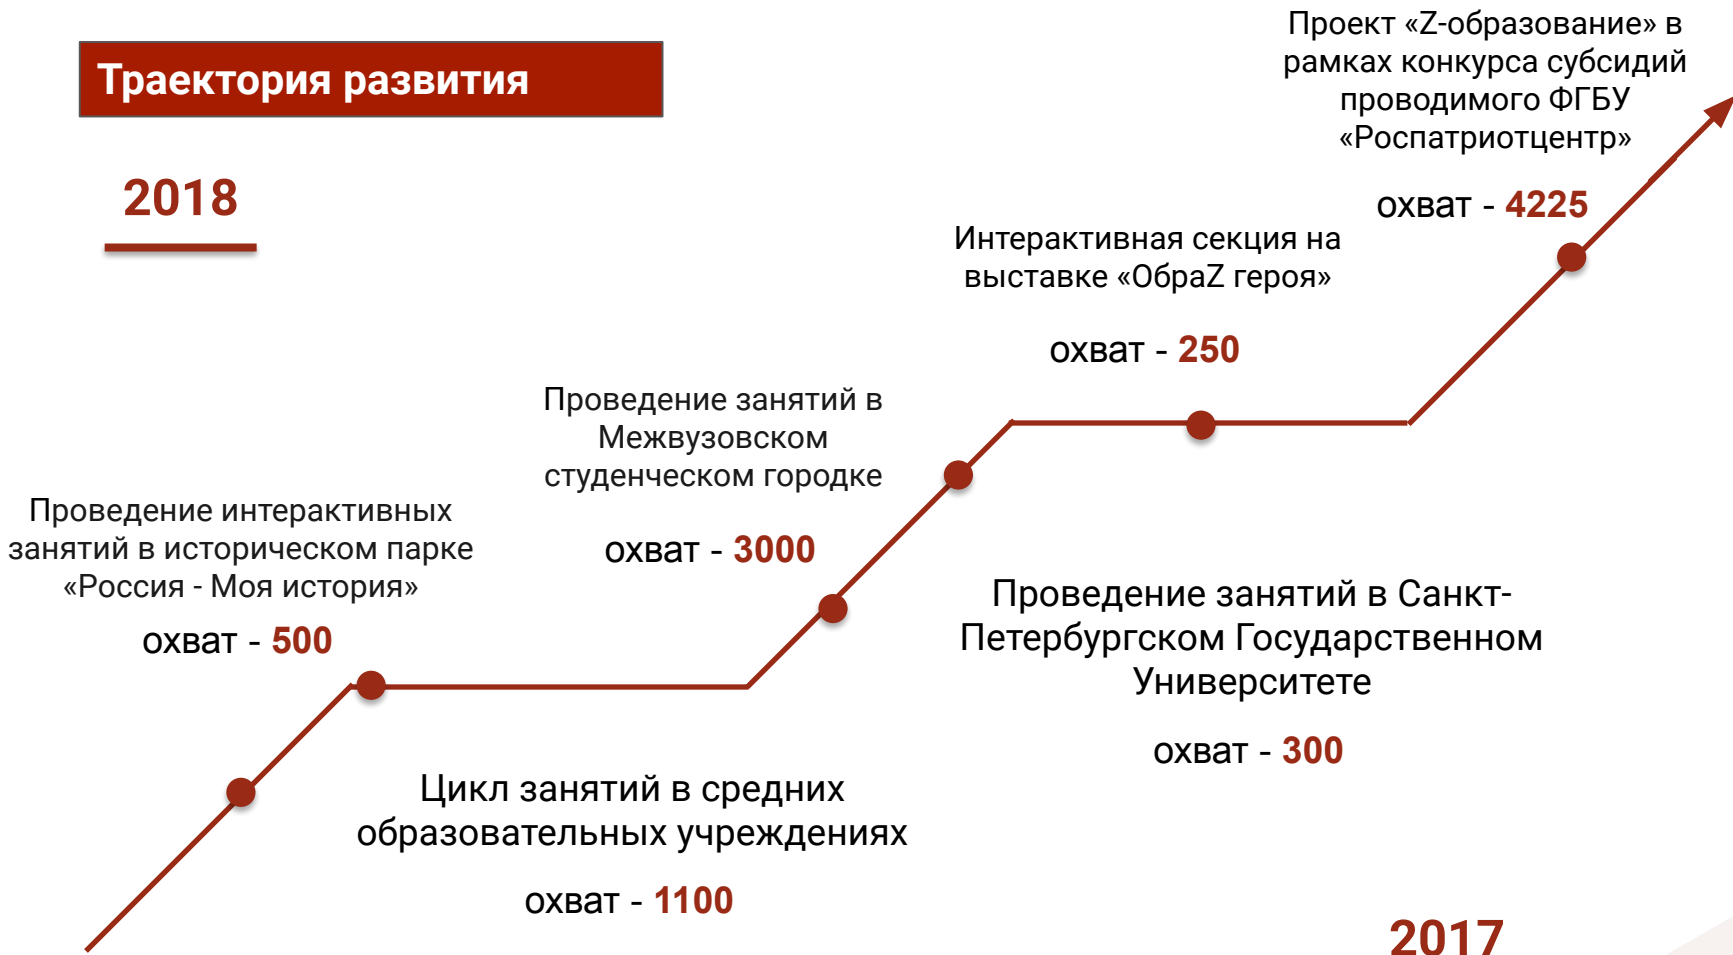 Траектория развития
2018
Проведение интерактивных
занятий в историческом парке
«Россия - Моя история»
охват - 500
Цикл занятий в средних
образовательных учреждениях
охват - 1100
Проведение занятий в
Межвузовском
студенческом городке
охват - 3000
Проведение занятий в Санкт-
Петербургском Государственном
Университете
охват - 300
Интерактивная секция на
выставке «ОбраZ героя»
охват - 250
Проект «Z-образование» в
рамках конкурса субсидий
проводимого ФГБУ
«Роспатриотцентр»
охват - 4225
2017